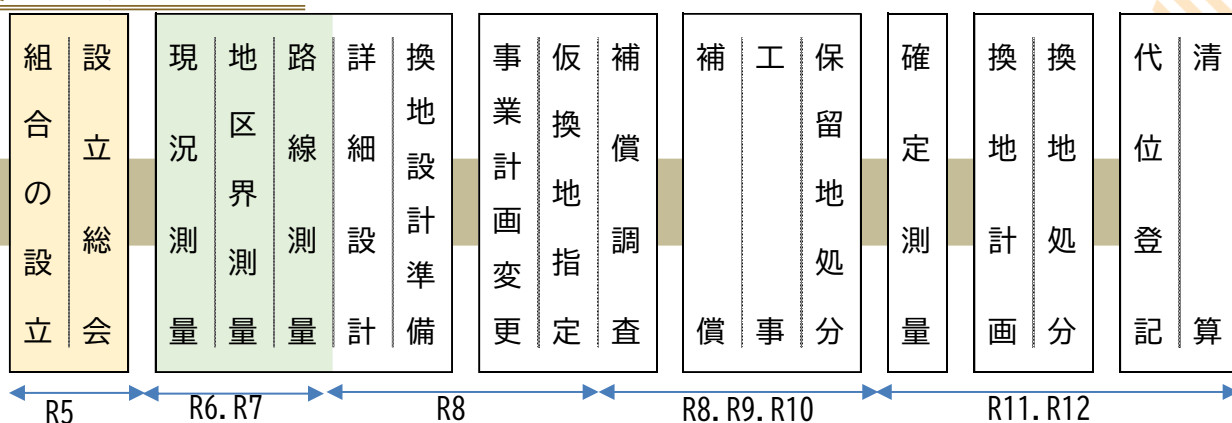 組合の設立
設立総会
現況測量
地区界測量
路線測量
詳細設計
換地設計準備
事業計画変更
仮換地指定
補償調査
補償
工事
保留地処分
確定測量
換地計画
換地処分
代位登記
清算
R5
R6.R7
R8
R8.R9.R10
R11.R12